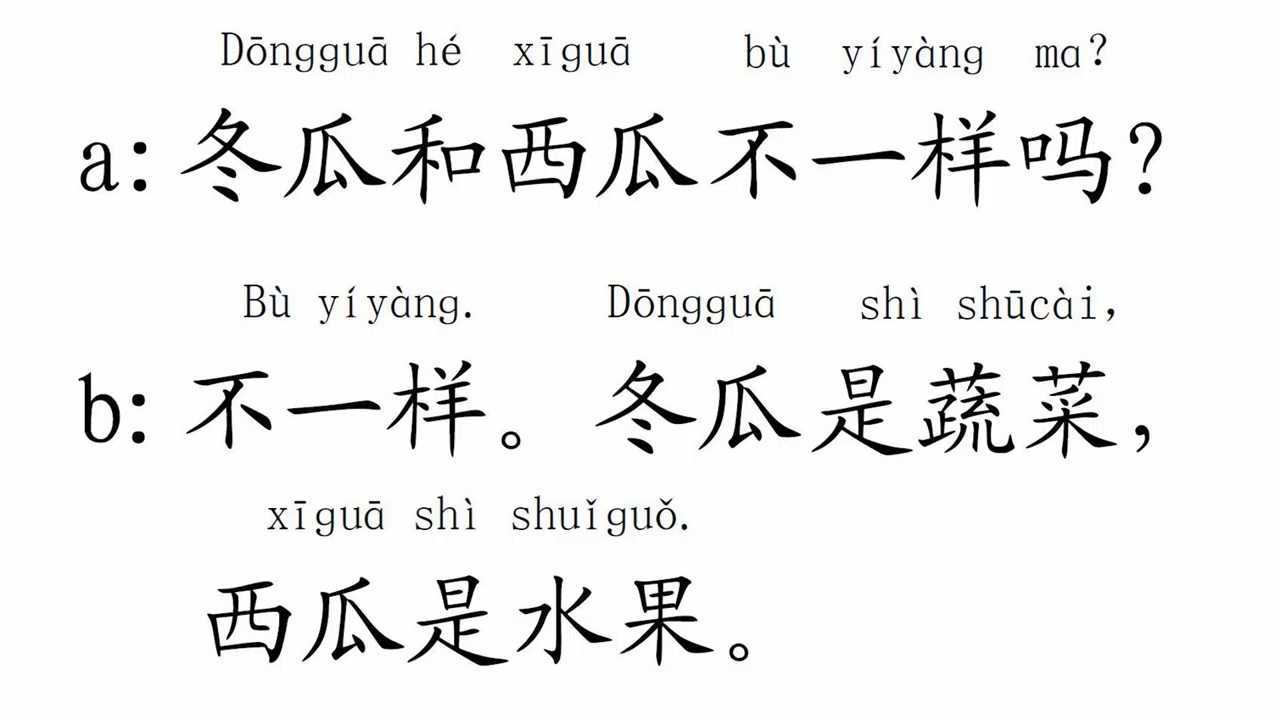 Dōngguā hé xīguā bù yíyàng ma?
a: 冬瓜和西瓜不一样吗?
Bù yíyàng. Dōngguā shì shūcài,
b: 不一样。冬瓜是蔬菜,
xīguā shì shuǐguǒ.
西瓜是水果。